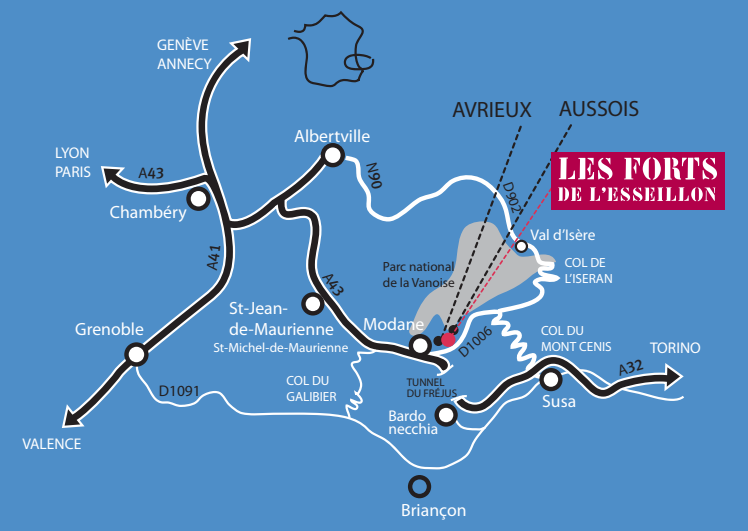 GENÈVE
ANNECY
AVRIEUX
AUSSOIS
Albertville
LYON
PARIS
A43
N90
LES FORTS
DE L'ESSEILLON
Chambéry
D902
Val d'Isère
A41
Parc national
de la Vanoise
COL DE
L'ISERAN
A43
St-Jean-
de-Maurienne
St-Michel-de-Maurienne
Modane
Grenoble
D1006
COL DU
MONT CENIS
TORINO
A32
D1091
COL DU
GALIBIER
TUNNEL
DU FRÉJUS
Susa
Bardo
necchia
VALENCE
Briançon